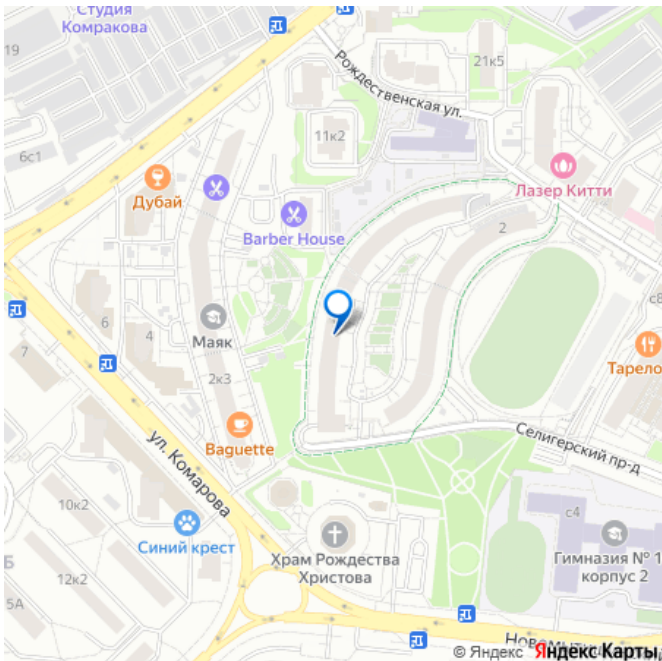 Студия
Комракова
19
21к5
Рождественская ул.
11к2
6с1
Дубай
Лазер Китти
Barber House
2
6
4
Маяк
с8
7
2к3
Тарело
Baguette
ул. Комарова
Селигерский пр-д
10к2
с4
Синий крест
Храм Рождества
Христова
Гимназия № 1
корпус 2
Б
12к2
5А
© Яндекс Яндекс Карты